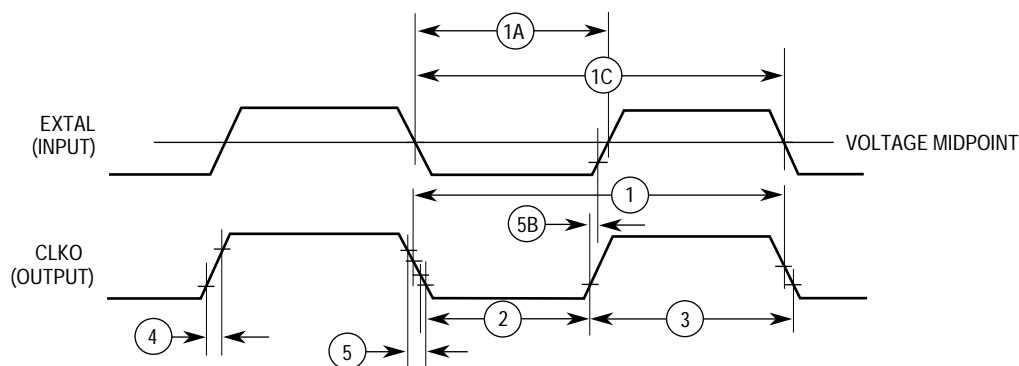 1A
1C
EXTAL
(INPUT)
VOLTAGE MIDPOINT
1
5B
CLKO
(OUTPUT)
2
3
4
5